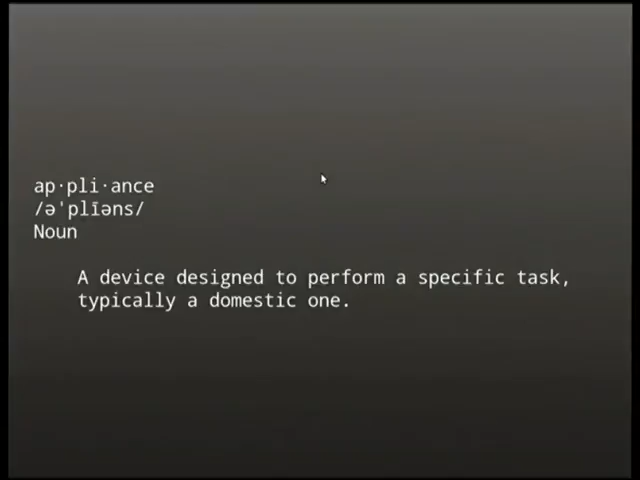 ap·pli·ance
/əˈplīəns/
Noun
A device designed to perform a specific task,
typically a domestic one.